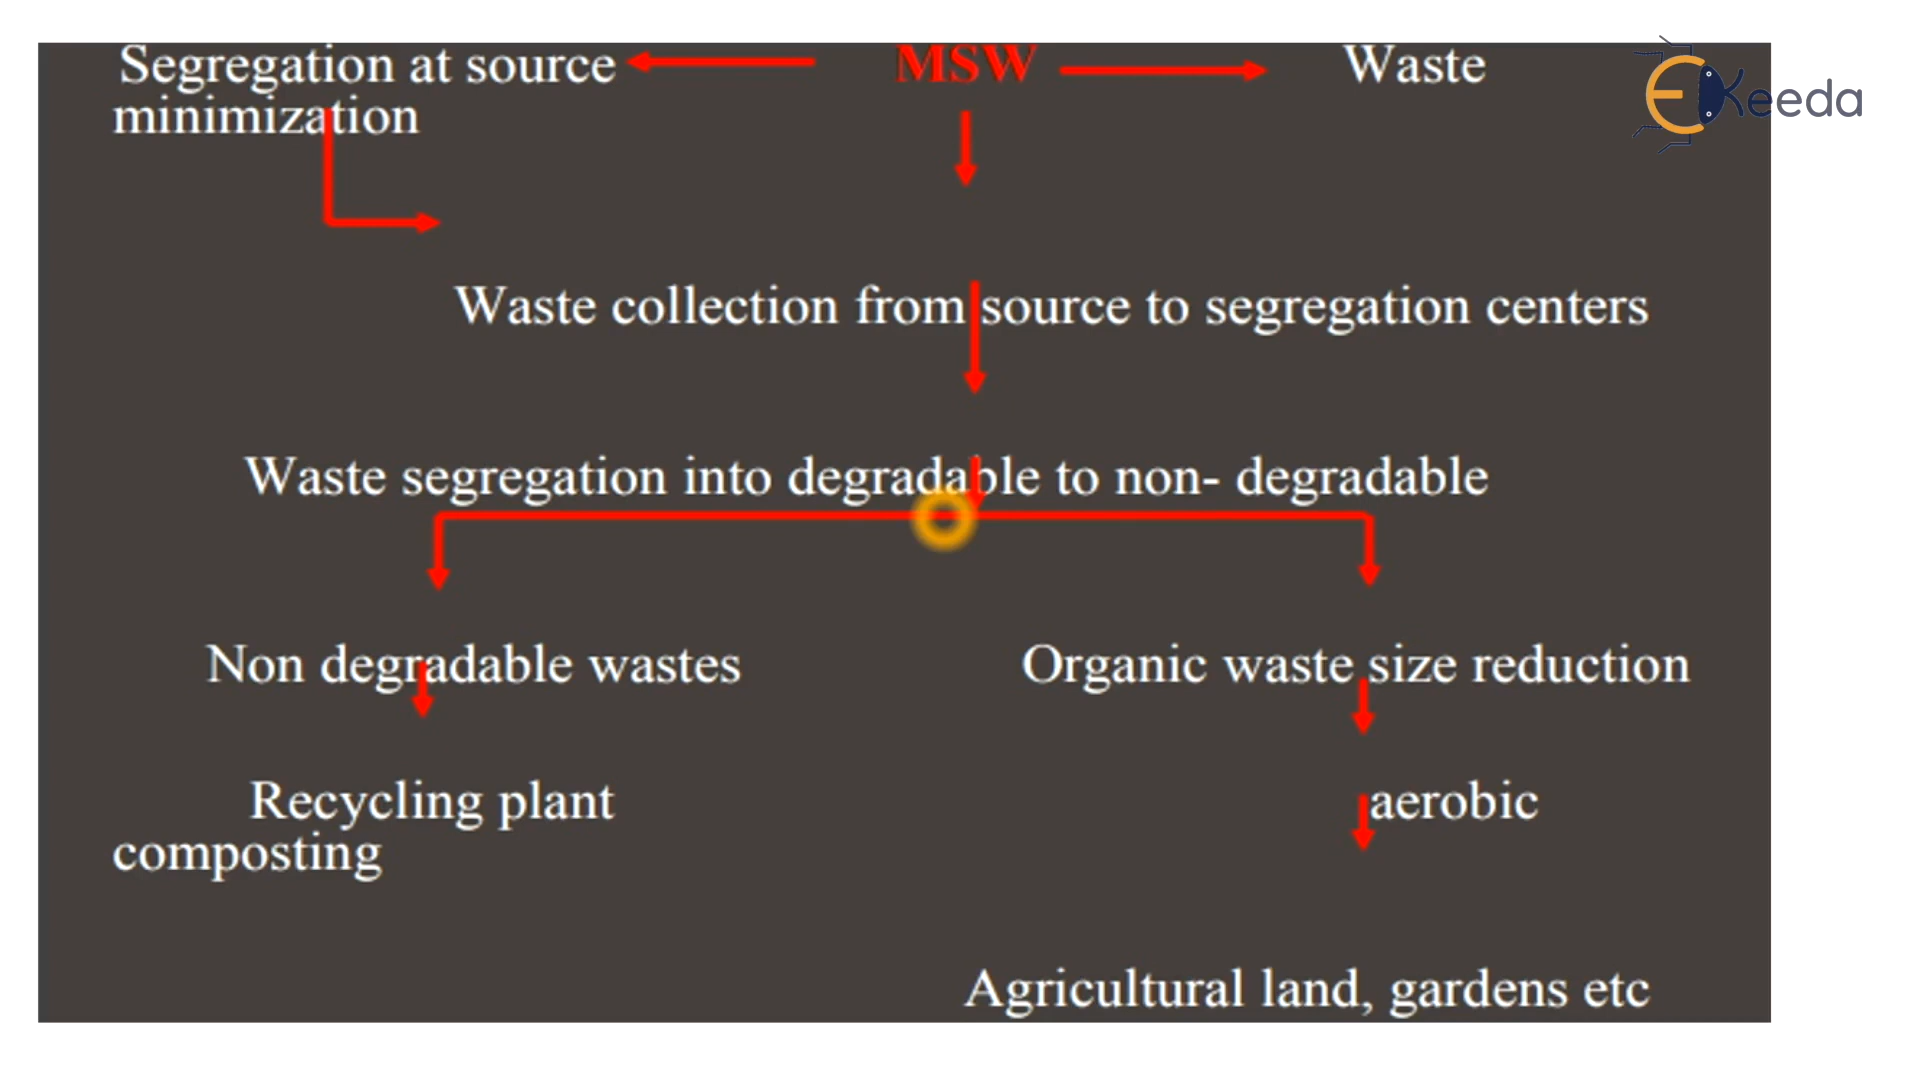 Segregation at source MSW Waste
minimization
Waste collection from source to segregation centers
Waste segregation into degradable to non- degradable
Non degradable wastes Organic waste size reduction
Recycling plant aerobic
composting
Agricultural land, gardens etc
EKeeda